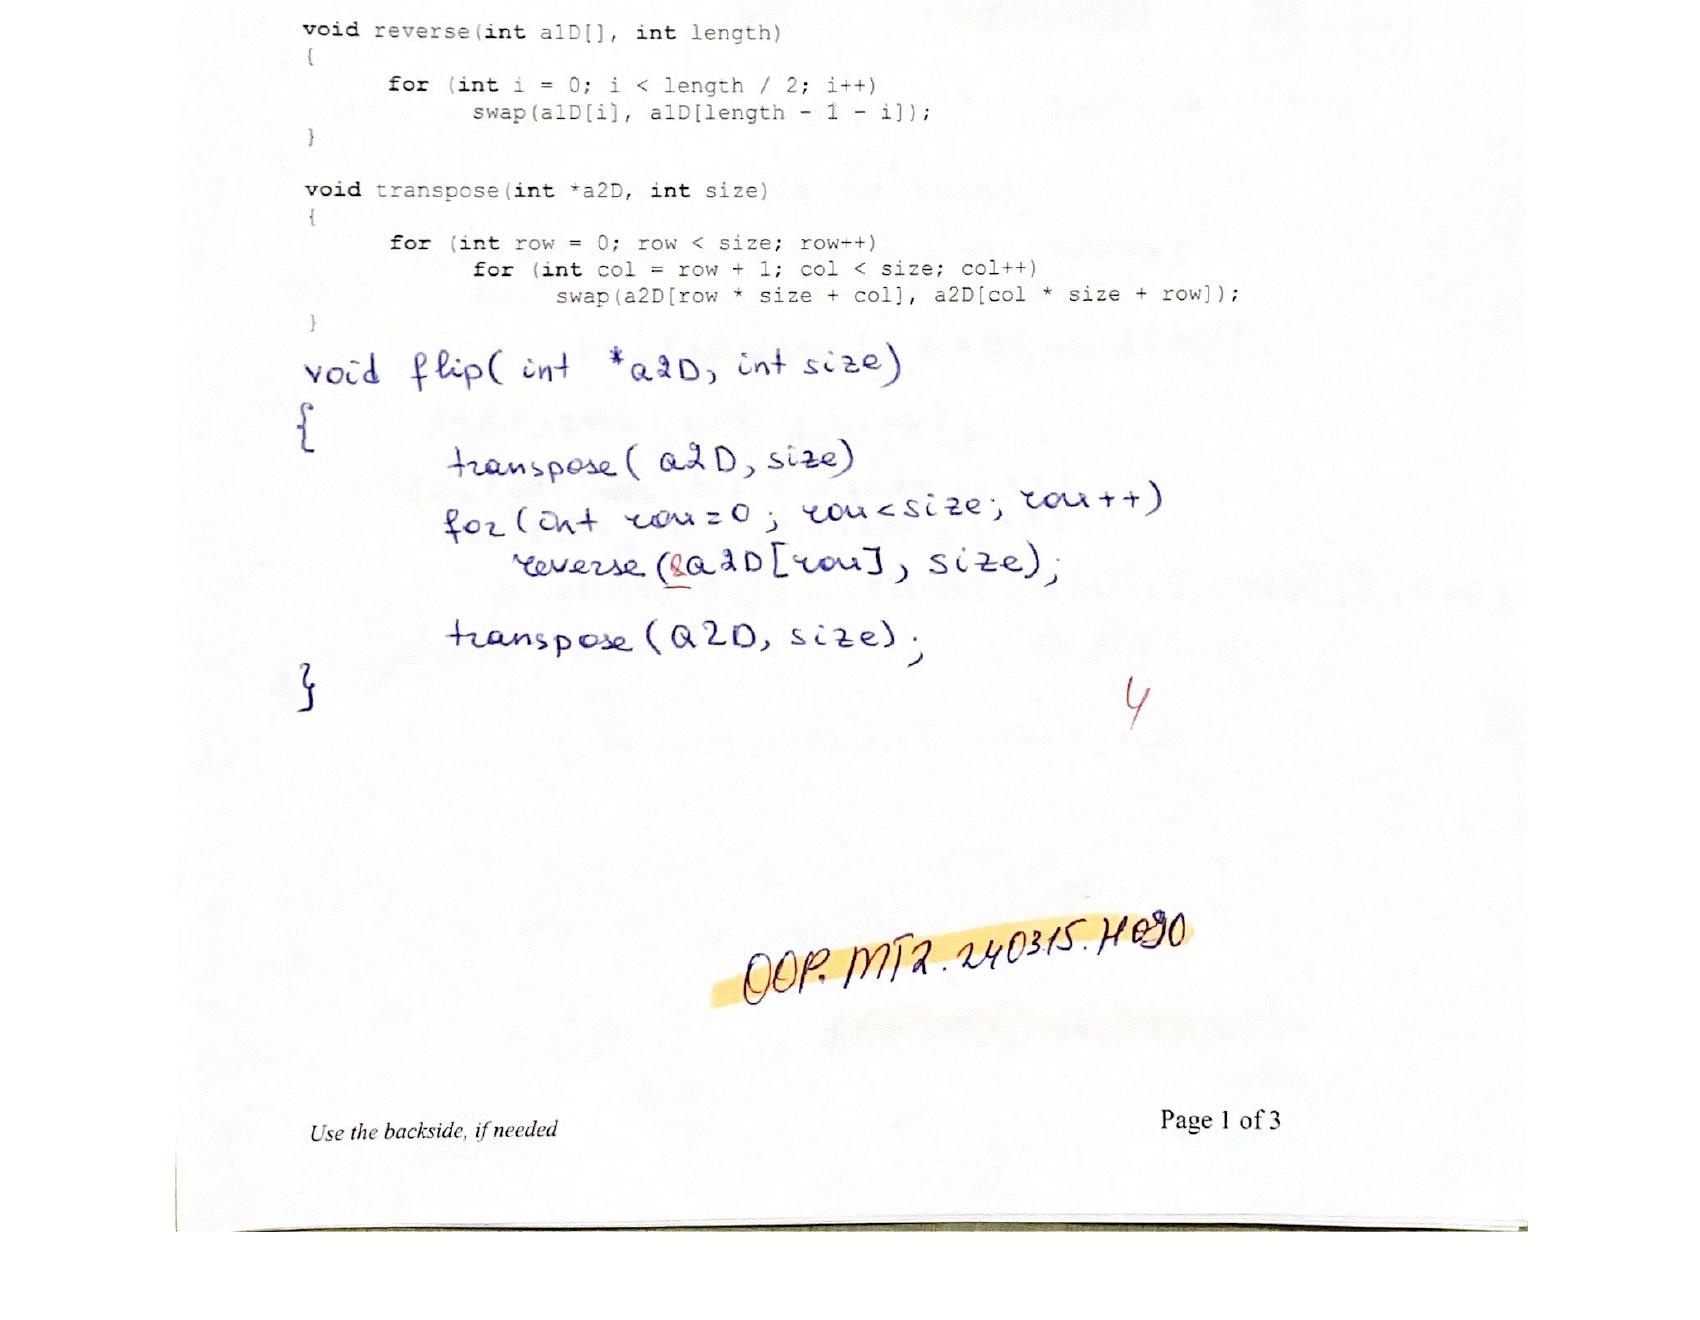 void reverse(int a1D[], int length)
{
for (int i = 0; i < length / 2; i++)
swap(a1D[i], a1D[length - 1 - i]);
}
void transpose(int *a2D, int size)
{
for (int row = 0; row < size; row++)
for (int col = row + 1; col < size; col++)
swap(a2D[row * size + col], a2D[col * size + row]);
}
void flip( int *a2D, int size)
{
transpose( a2D, size)
for (int row=0; row<size; row++)
reverse (&a2D[row], size);
transpose (a2D, size);
}
4
OOP. MT2. 240315. H090
Use the backside, if needed
Page 1 of 3